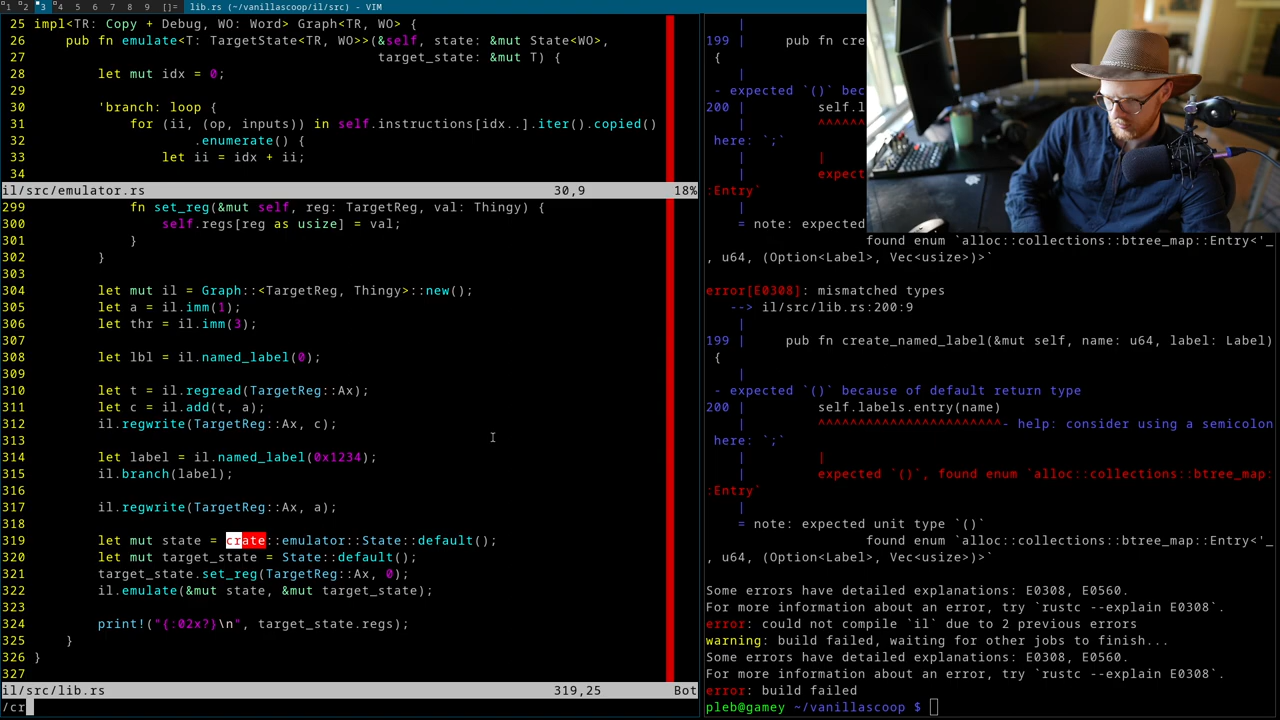 1 2 3 4 5 6 7 8 9 []= lib.rs (~/vanillascoop/il/src) - VIM
25 impl<TR: Copy + Debug, WO: Word> Graph<TR, WO> {
26     pub fn emulate<T: TargetState<TR, WO>>(&self, state: &mut State<WO>,
27                                            target_state: &mut T) {
28         let mut idx = 0;
29
30         'branch: loop {
31             for (ii, (op, inputs)) in self.instructions[idx..].iter().copied()
32                     .enumerate() {
33                 let ii = idx + ii;
34
il/src/emulator.rs 30,9 18%
299             fn set_reg(&mut self, reg: TargetReg, val: Thingy) {
300                 self.regs[reg as usize] = val;
301             }
302         }
303
304         let mut il = Graph::<TargetReg, Thingy>::new();
305         let a = il.imm(1);
306         let thr = il.imm(3);
307
308         let lbl = il.named_label(0);
309
310         let t = il.regread(TargetReg::Ax);
311         let c = il.add(t, a);
312         il.regwrite(TargetReg::Ax, c);
313
314         let label = il.named_label(0x1234);
315         il.branch(label);
316
317         il.regwrite(TargetReg::Ax, a);
318
319         let mut state = crate::emulator::State::default();
320         let mut target_state = State::default();
321         target_state.set_reg(TargetReg::Ax, 0);
322         il.emulate(&mut state, &mut target_state);
323
324         print!("{:02x?}\n", target_state.regs);
325     }
326 }
327
il/src/lib.rs 319,25 Bot
/cr
|
199 |     pub fn cre
{
|
- expected `()` bec
200 |         self.l
^^^^^^
here: `;`
|         |
|         expect
:Entry`
|
= note: expected
found enum `alloc::collections::btree_map::Entry<'_
, u64, (Option<Label>, Vec<usize>)>`

error[E0308]: mismatched types
--> il/src/lib.rs:200:9
|
199 |     pub fn create_named_label(&mut self, name: u64, label: Label)
{
|
- expected `()` because of default return type
200 |         self.labels.entry(name)
|         ^^^^^^^^^^^^^^^^^^^^^^^- help: consider using a semicolon
here: `;`
|         |
|         expected `()`, found enum `alloc::collections::btree_map:
:Entry`
|
= note: expected unit type `()`
found enum `alloc::collections::btree_map::Entry<'_
, u64, (Option<Label>, Vec<usize>)>`

Some errors have detailed explanations: E0308, E0560.
For more information about an error, try `rustc --explain E0308`.
error: could not compile `il` due to 2 previous errors
warning: build failed, waiting for other jobs to finish...
Some errors have detailed explanations: E0308, E0560.
For more information about an error, try `rustc --explain E0308`.
error: build failed
pleb@gamey ~/vanillascoop $